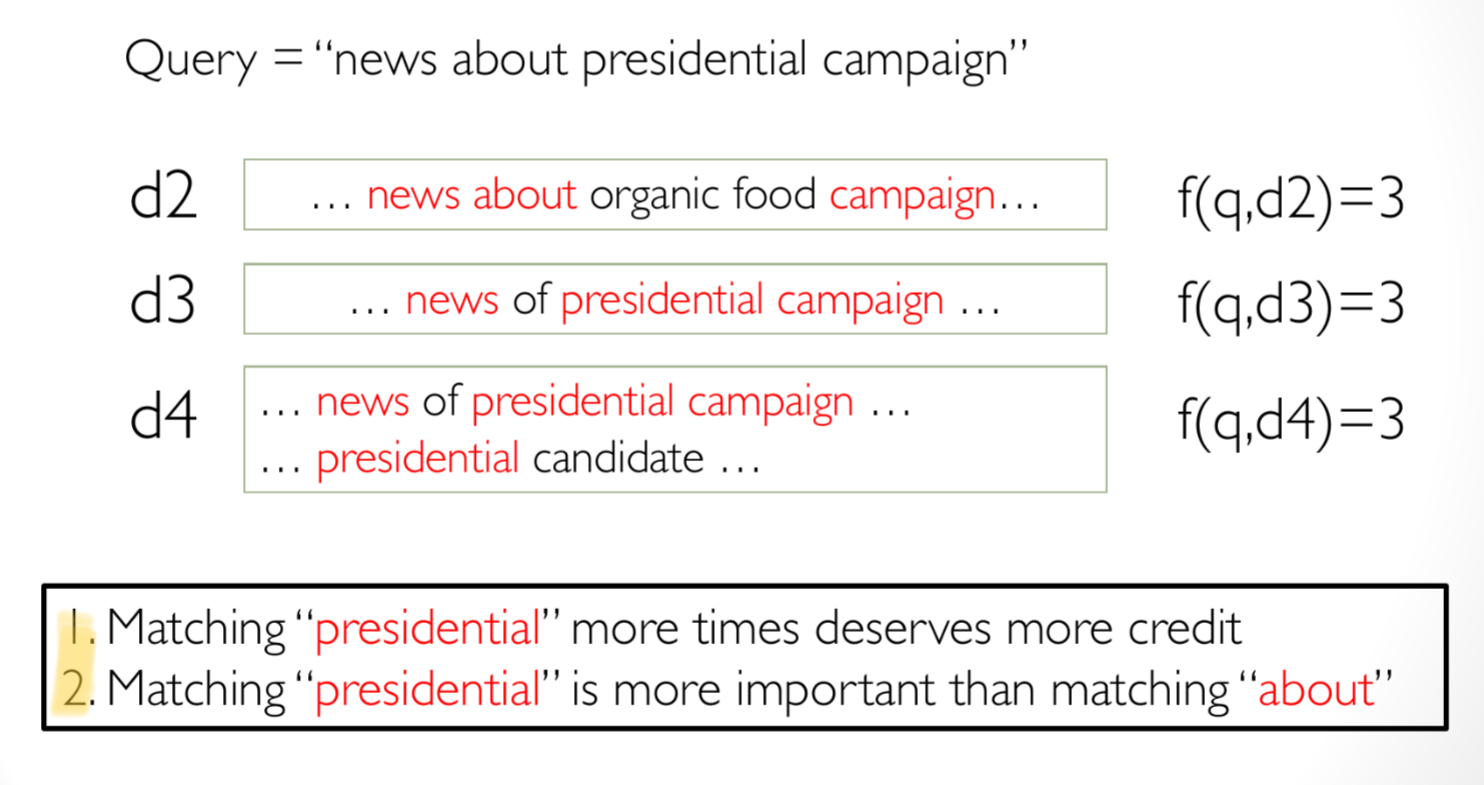 Query = “news about presidential campaign”
d2 … news about organic food campaign… f(q,d2)=3
d3 … news of presidential campaign … f(q,d3)=3
d4 … news of presidential campaign … f(q,d4)=3
… presidential candidate …
1. Matching “presidential” more times deserves more credit
2. Matching “presidential” is more important than matching “about”